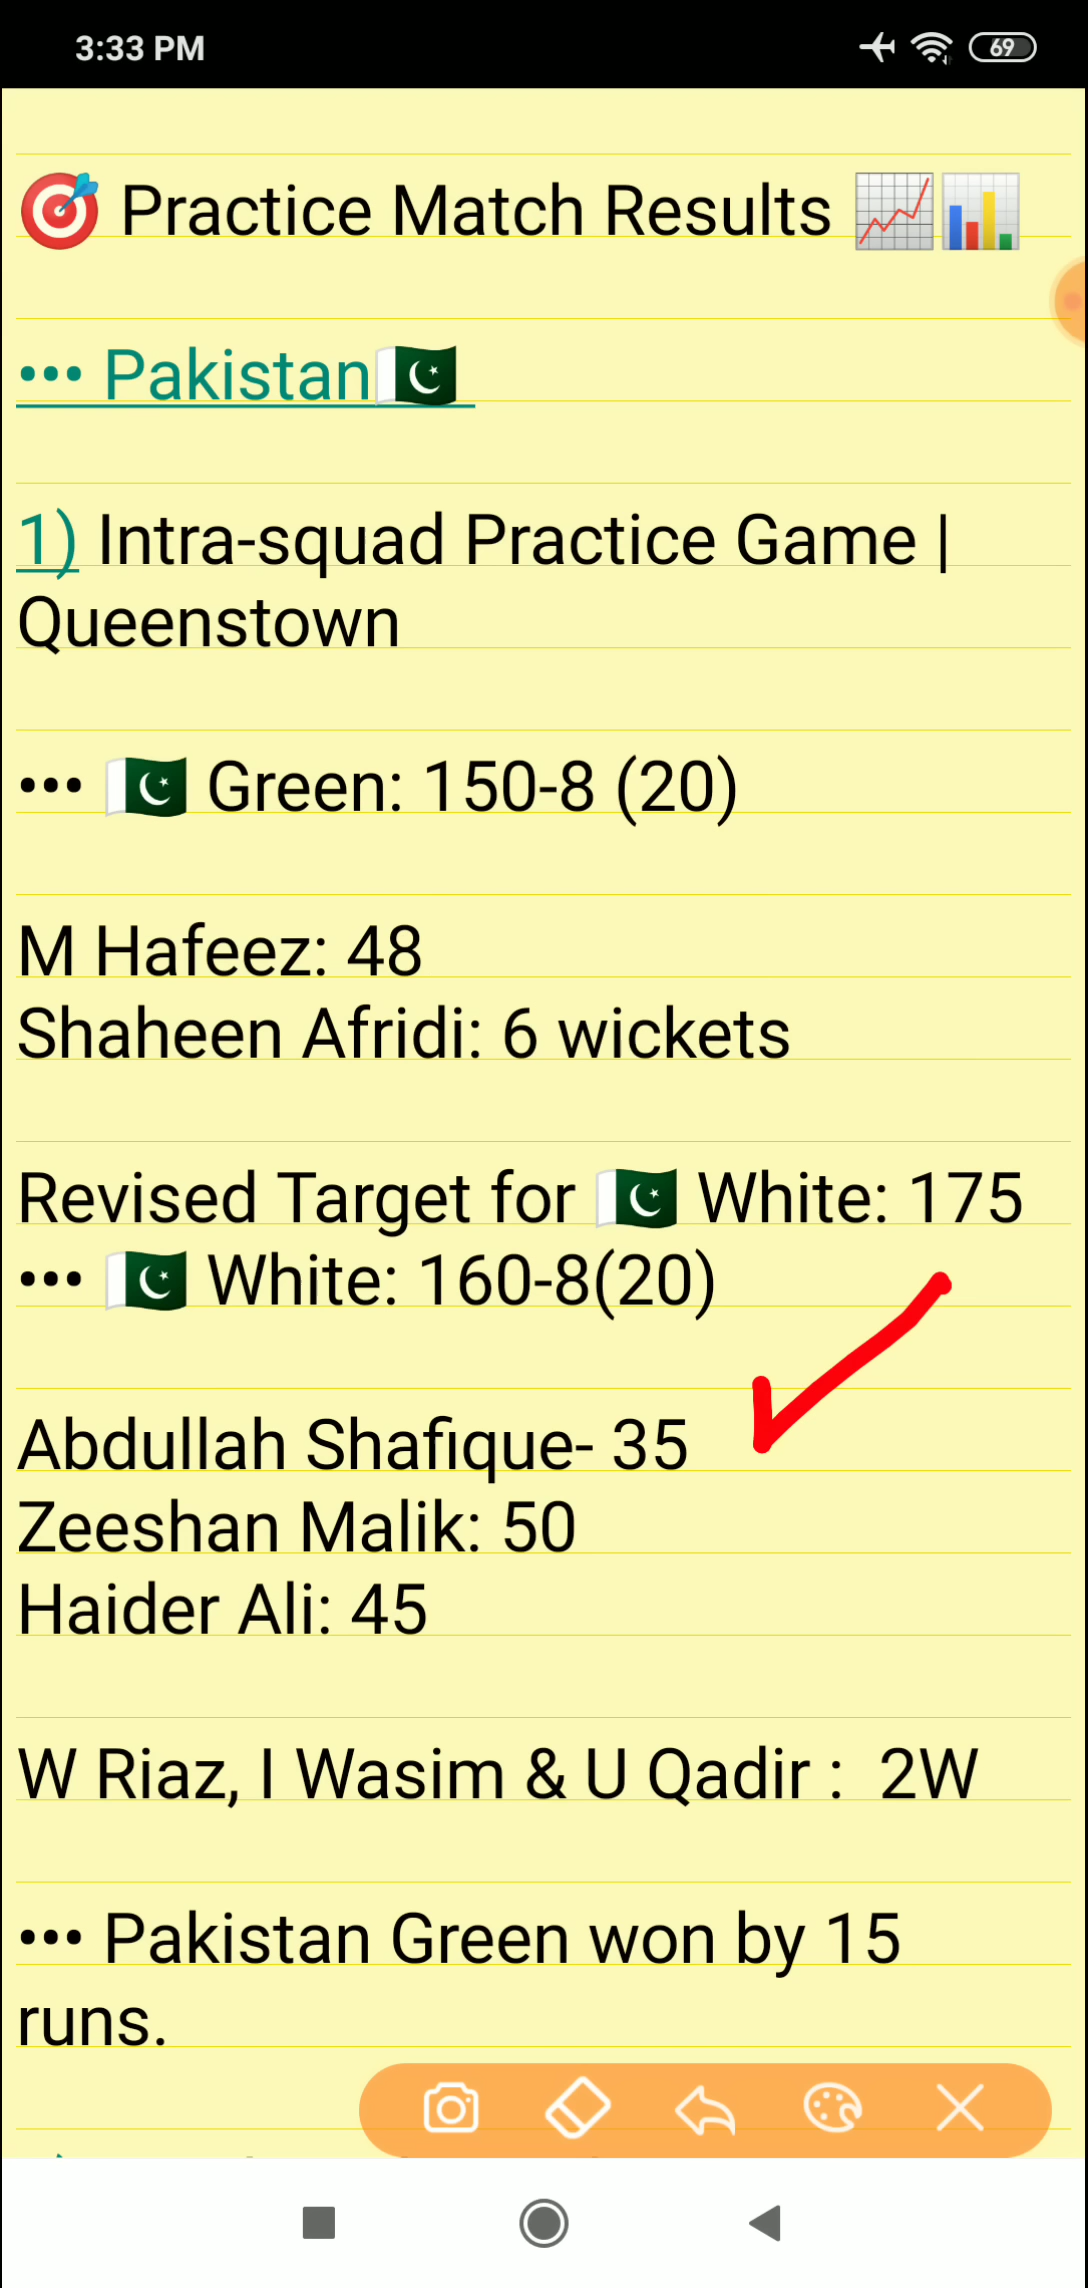 3:33 PM
69
🎯 Practice Match Results 📈📊
••• Pakistan🇵🇰
1) Intra-squad Practice Game |
Queenstown
••• 🇵🇰 Green: 150-8 (20)
M Hafeez: 48
Shaheen Afridi: 6 wickets
Revised Target for 🇵🇰 White: 175
••• 🇵🇰 White: 160-8(20)
Abdullah Shafique- 35
Zeeshan Malik: 50
Haider Ali: 45
W Riaz, I Wasim & U Qadir :  2W
••• Pakistan Green won by 15
runs.